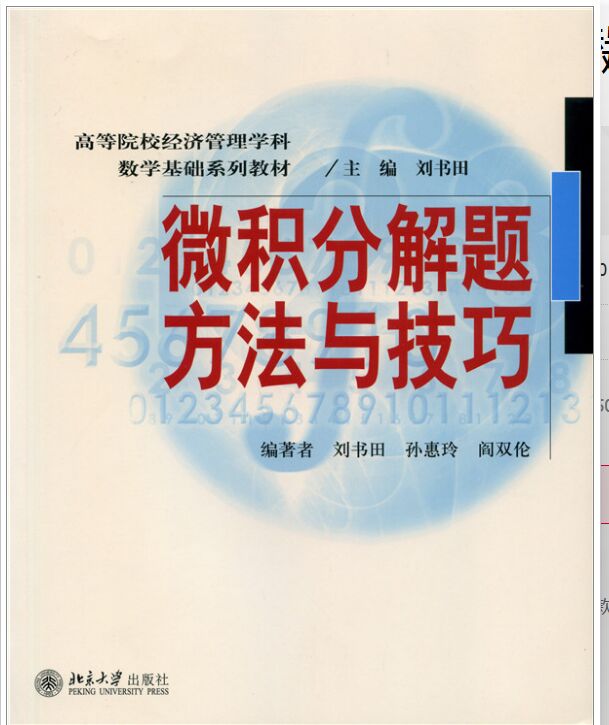 高等院校经济管理学科
数学基础系列教材 /主 编 刘书田
微积分解题
方法与技巧
012345678910111213
编著者 刘书田 孙惠玲 阎双伦
北京大学出版社
PEKING UNIVERSITY PRESS